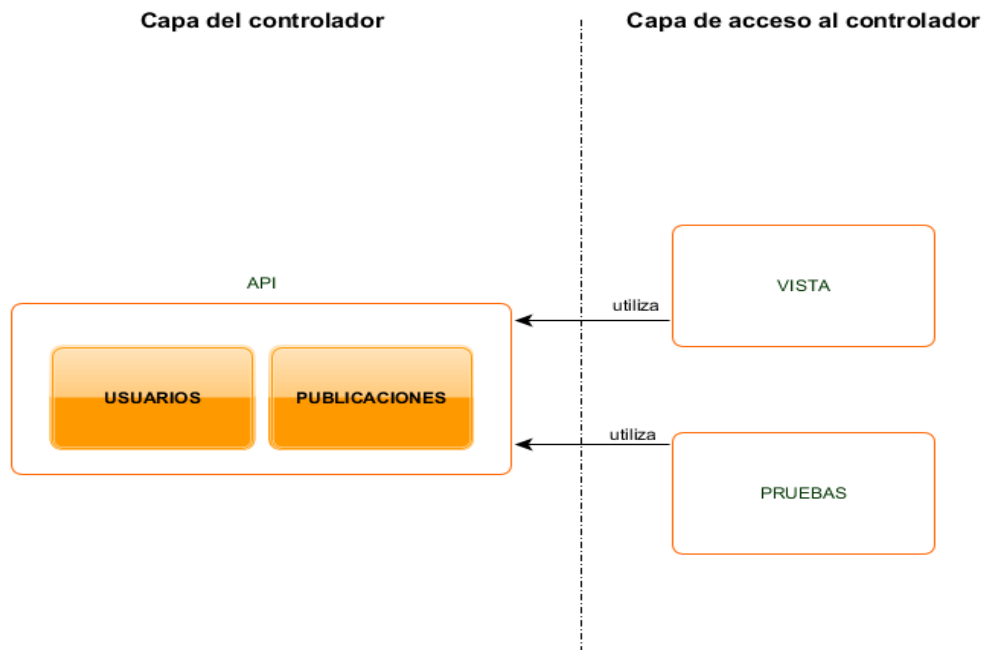 Capa del controlador
Capa de acceso al controlador
API
USUARIOS
PUBLICACIONES
utiliza
VISTA
utiliza
PRUEBAS